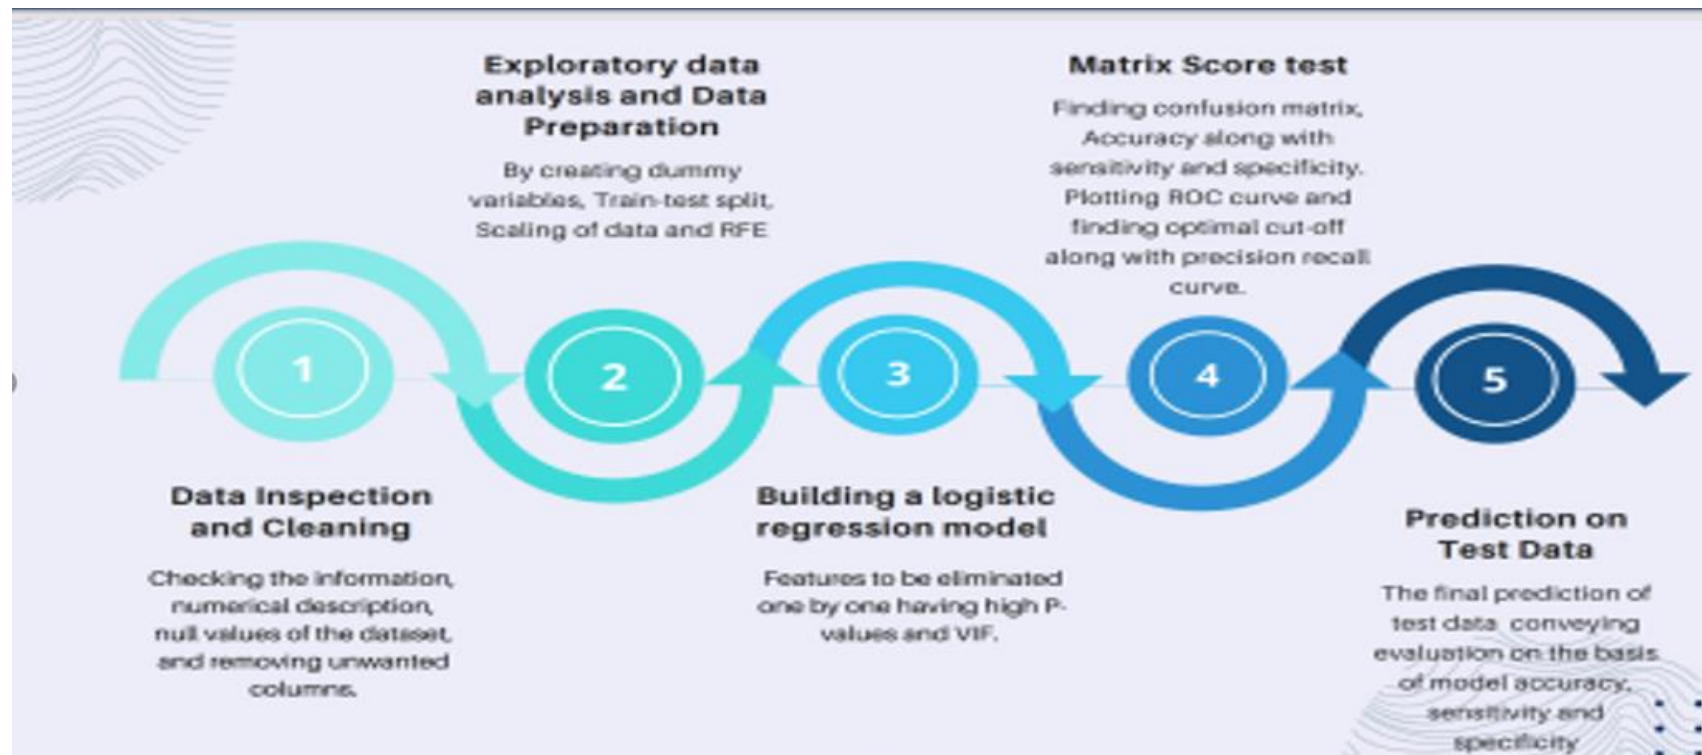 1
Data Inspection
and Cleaning
Checking the information,
numerical description,
null values of the dataset,
and removing unwanted
columns.
Exploratory data
analysis and Data
Preparation
By creating dummy
variables, Train-test split,
Scaling of data and RFE
2
3
Building a logistic
regression model
Features to be eliminated
one by one having high P-
values and VIF.
Matrix Score test
Finding confusion matrix,
Accuracy along with
sensitivity and specificity.
Plotting ROC curve and
finding optimal cut-off
along with precision recall
curve.
4
5
Prediction on
Test Data
The final prediction of
test data conveying
evaluation on the basis
of model accuracy,
sensitivity and
specificity